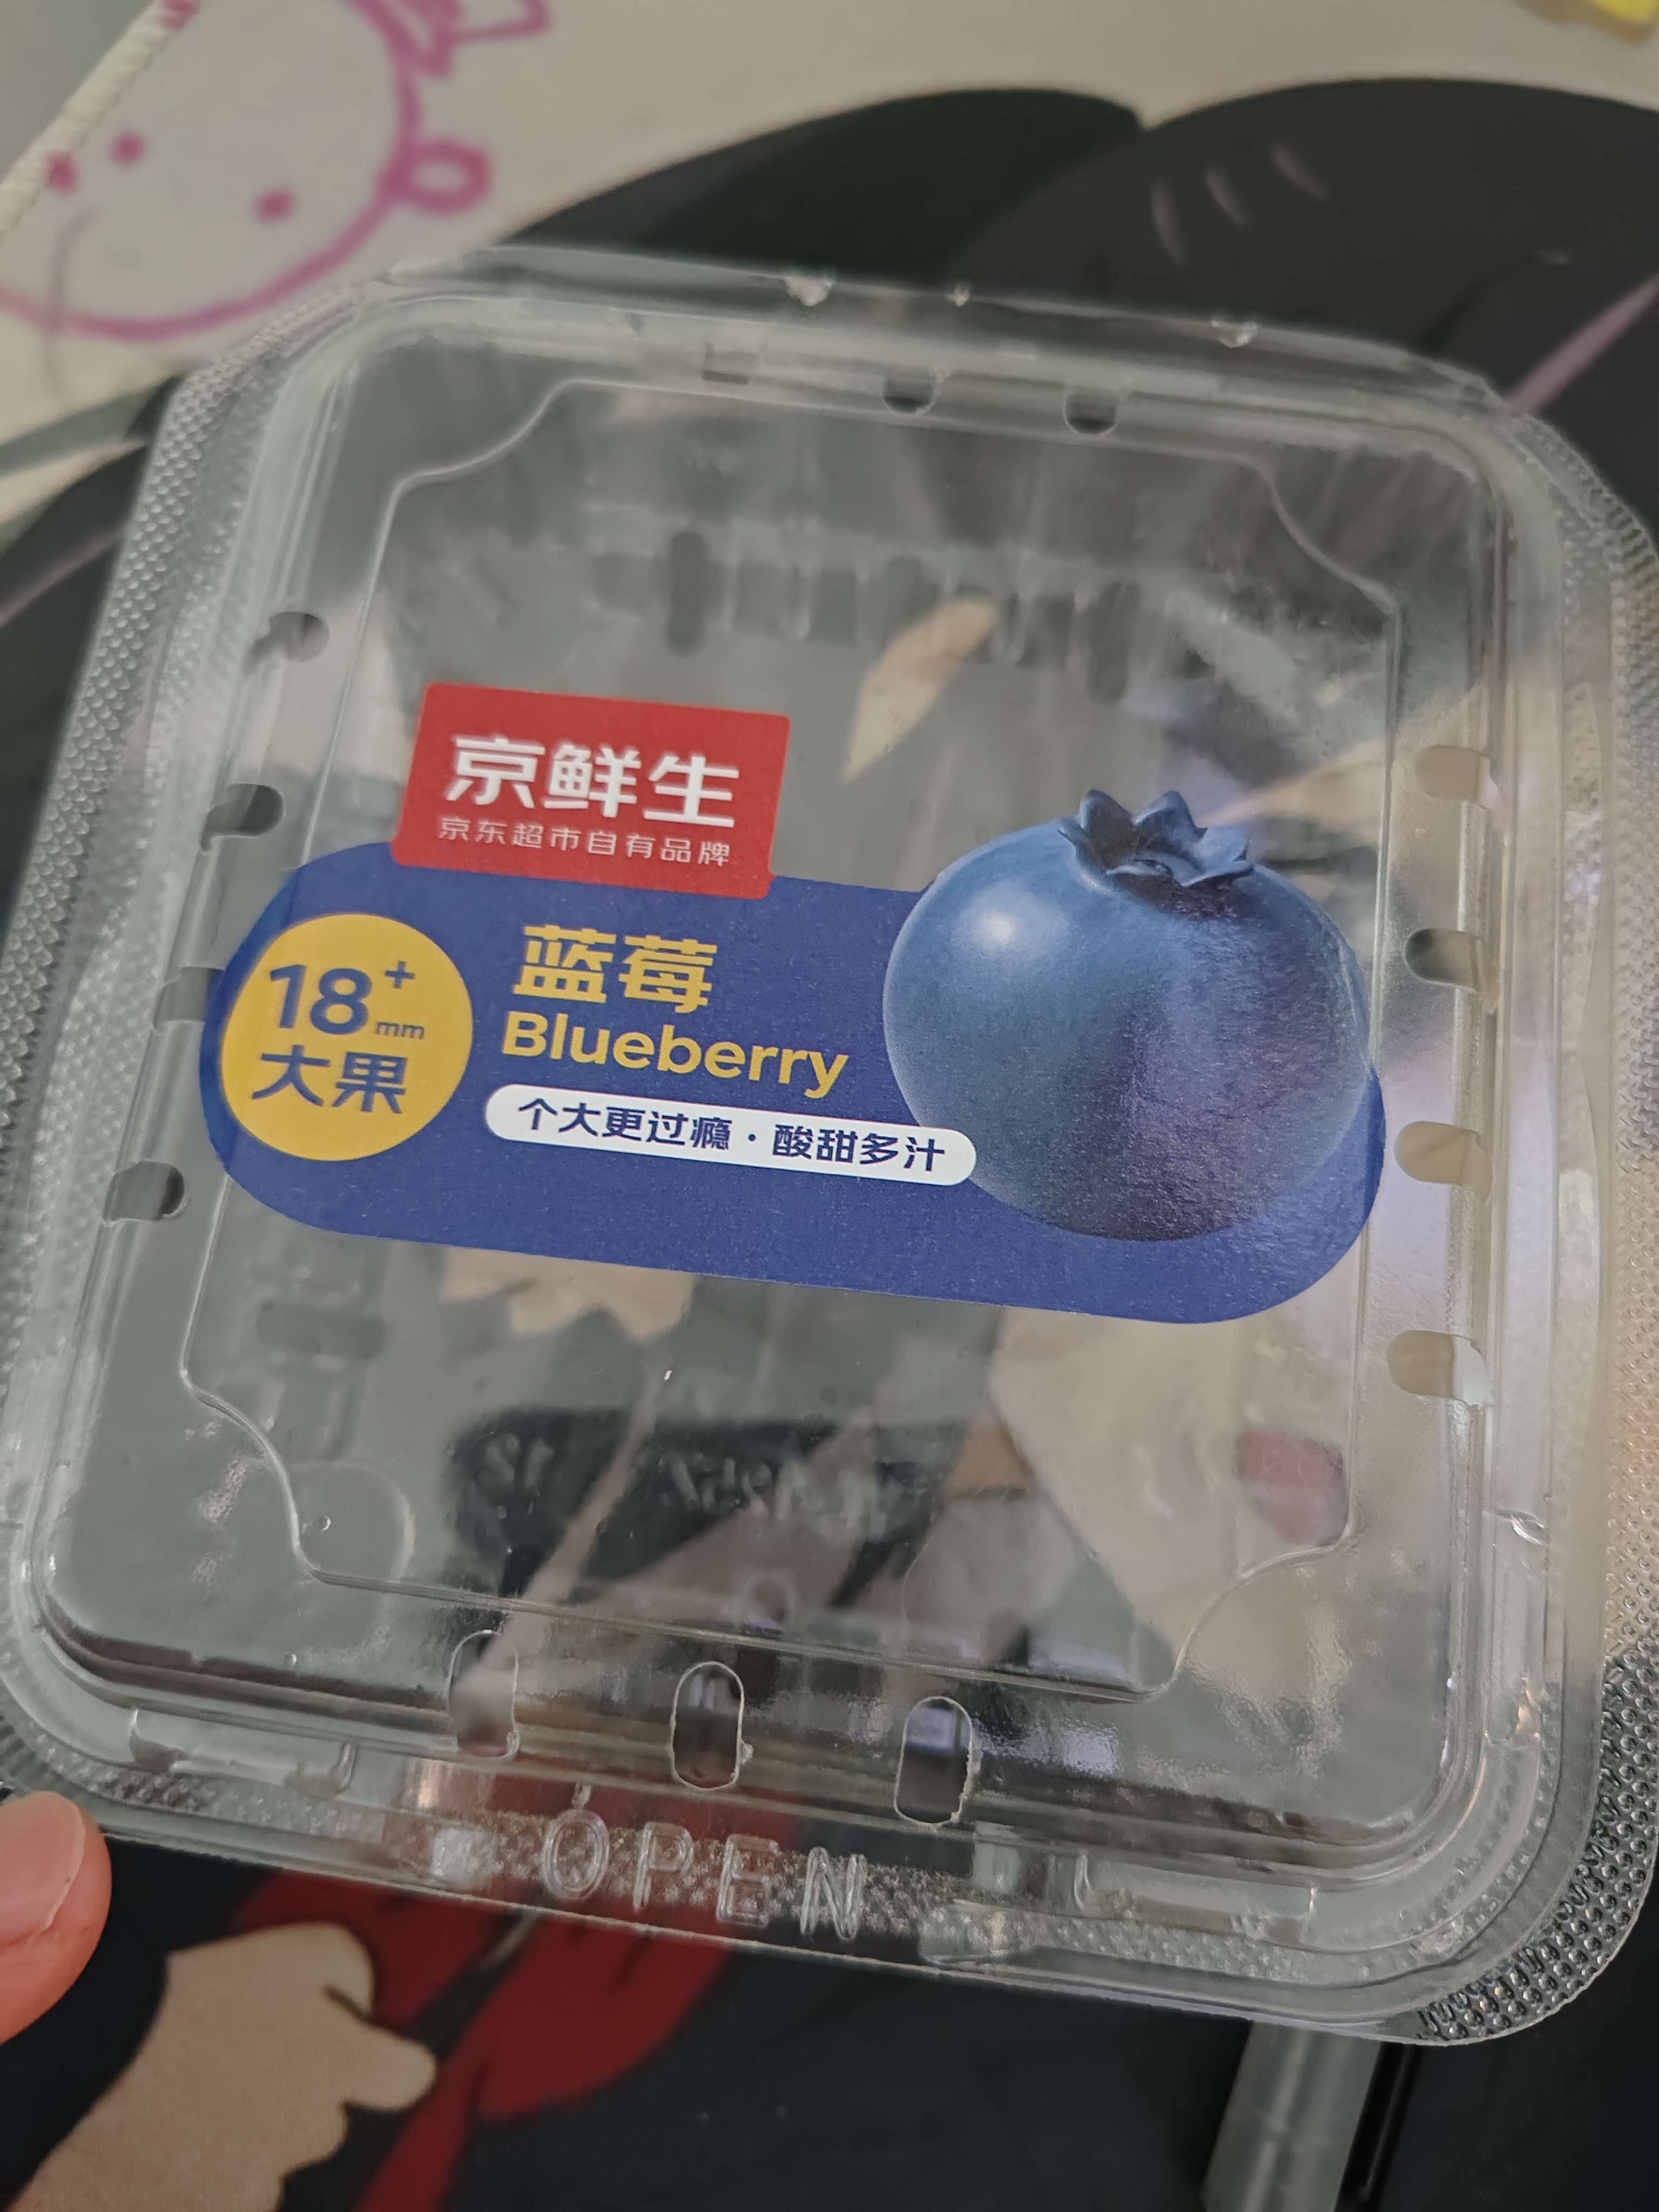 京鲜生
京东超市自有品牌
18+mm
大果
蓝莓
Blueberry
个大更过瘾·酸甜多汁
OPEN